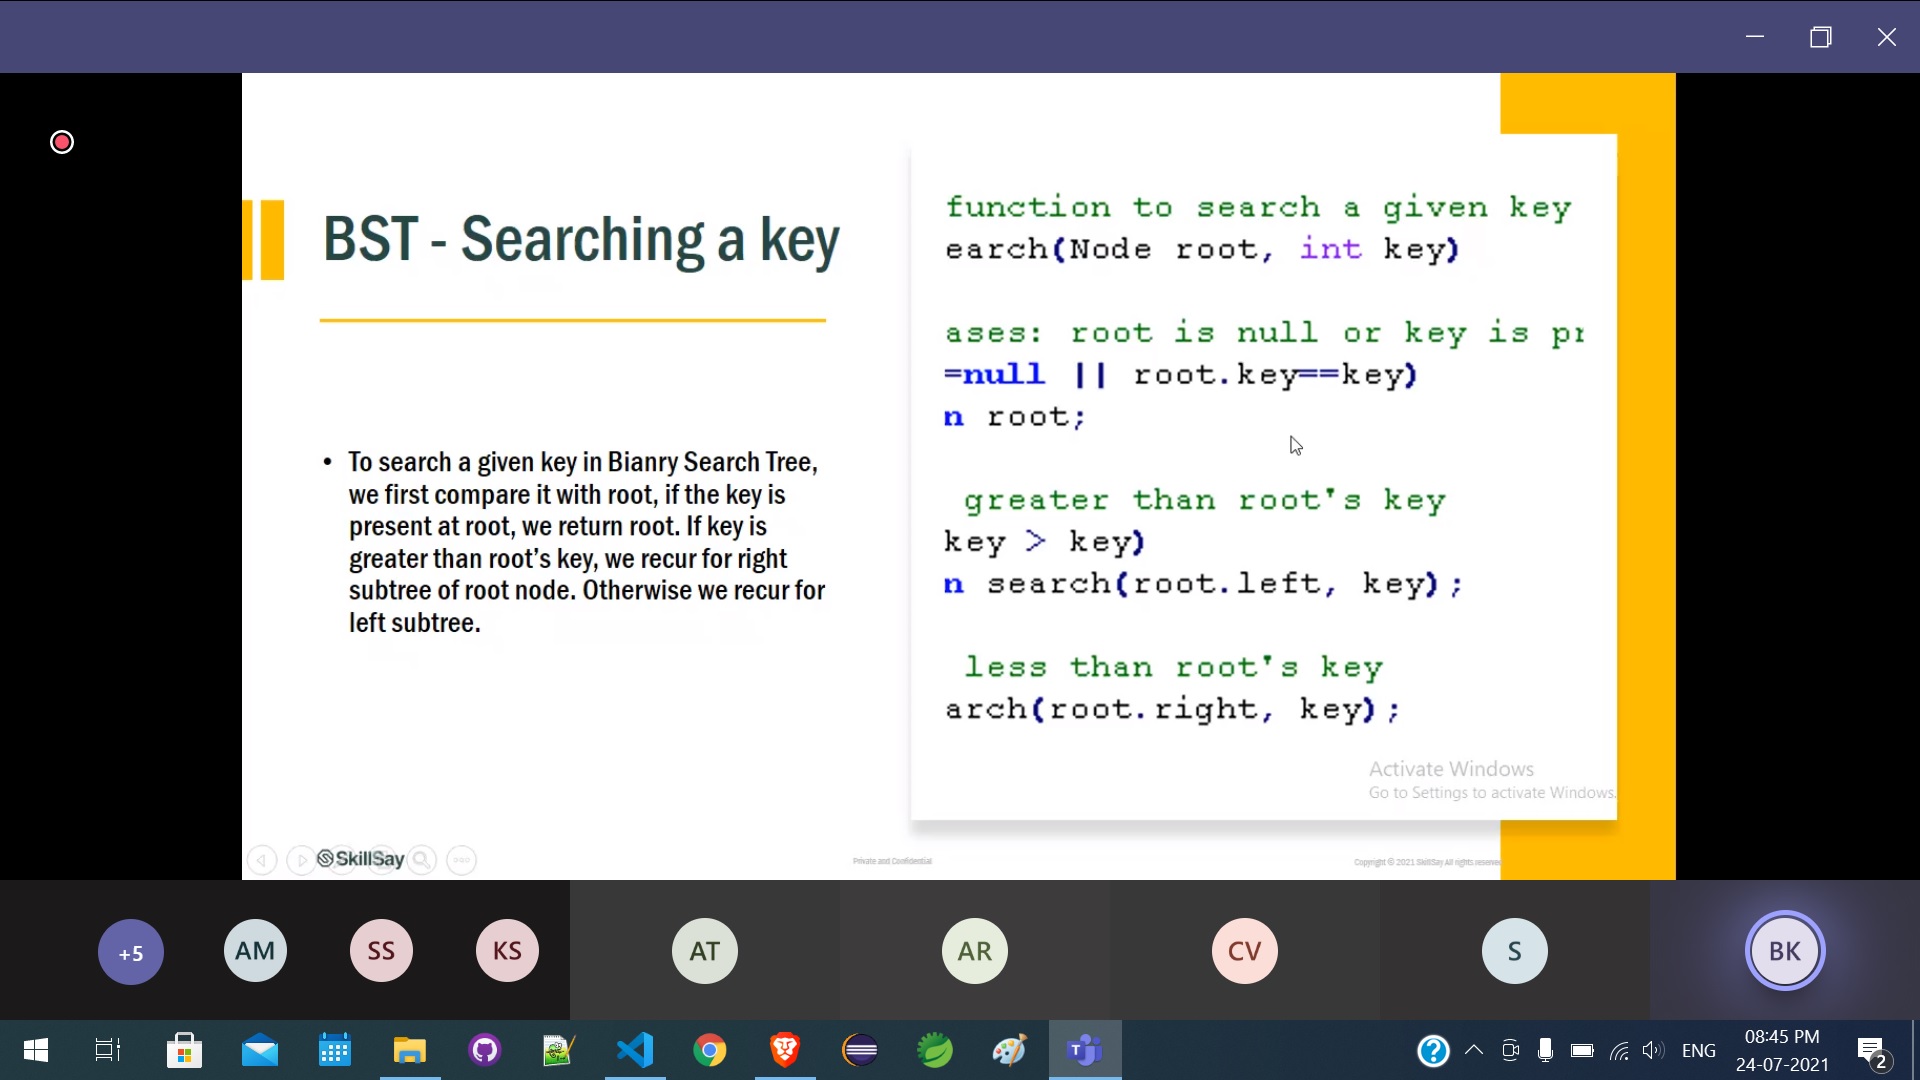 BST - Searching a key
• To search a given key in Bianry Search Tree,
we first compare it with root, if the key is
present at root, we return root. If key is
greater than root's key, we recur for right
subtree of root node. Otherwise we recur for
left subtree.
function to search a given key
earch(Node root, int key)
ases: root is null or key is pr
=null || root.key==key)
n root;
greater than root's key
key > key)
n search(root.left, key);
less than root's key
arch(root.right, key);
Activate Windows
Go to Settings to activate Windows.
SkillSay
Private and Confidential
Copyright © 2021 SkillSay All rights reserved
+5
AM
SS
KS
AT
AR
CV
S
BK
ENG
08:45 PM
24-07-2021
2